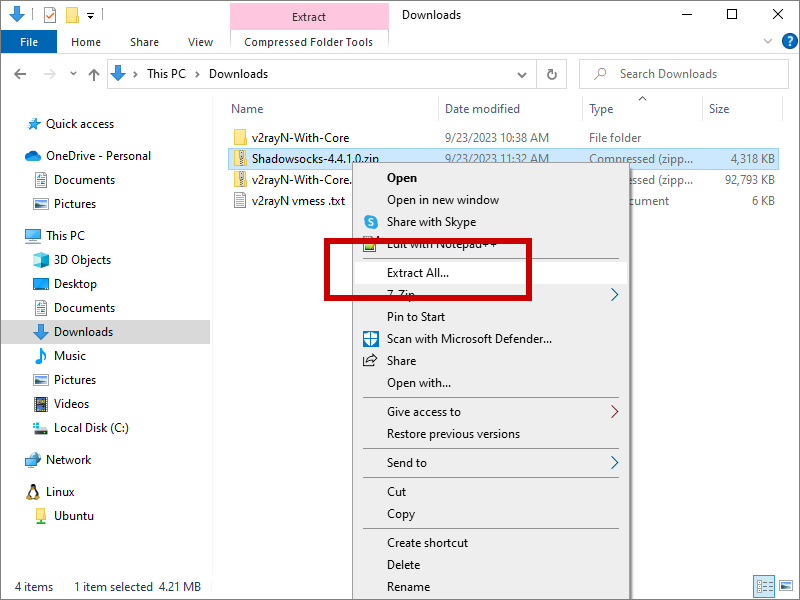 Extract
Downloads
File
Home
Share
View
Compressed Folder Tools
This PC
Downloads
Search Downloads
Name
Date modified
Type
Size
Quick access
OneDrive - Personal
Documents
Pictures
This PC
3D Objects
Desktop
Documents
Downloads
Music
Pictures
Videos
Local Disk (C:)
Network
Linux
Ubuntu
v2rayN-With-Core 9/23/2023 10:38 AM File folder
Shadowsocks-4.4.1.0.zip 9/23/2023 11:32 AM Compressed (zipp... 4,318 KB
v2rayN-With-Core. ressed (zipp... 92,793 KB
v2rayN vmess .txt ocument 6 KB
Open
Open in new window
Share with Skype
Edit with Notepad++
Extract All...
7-Zip
Pin to Start
Scan with Microsoft Defender...
Share
Open with...
Give access to
Restore previous versions
Send to
Cut
Copy
Create shortcut
Delete
Rename
4 items 1 item selected 4.21 MB